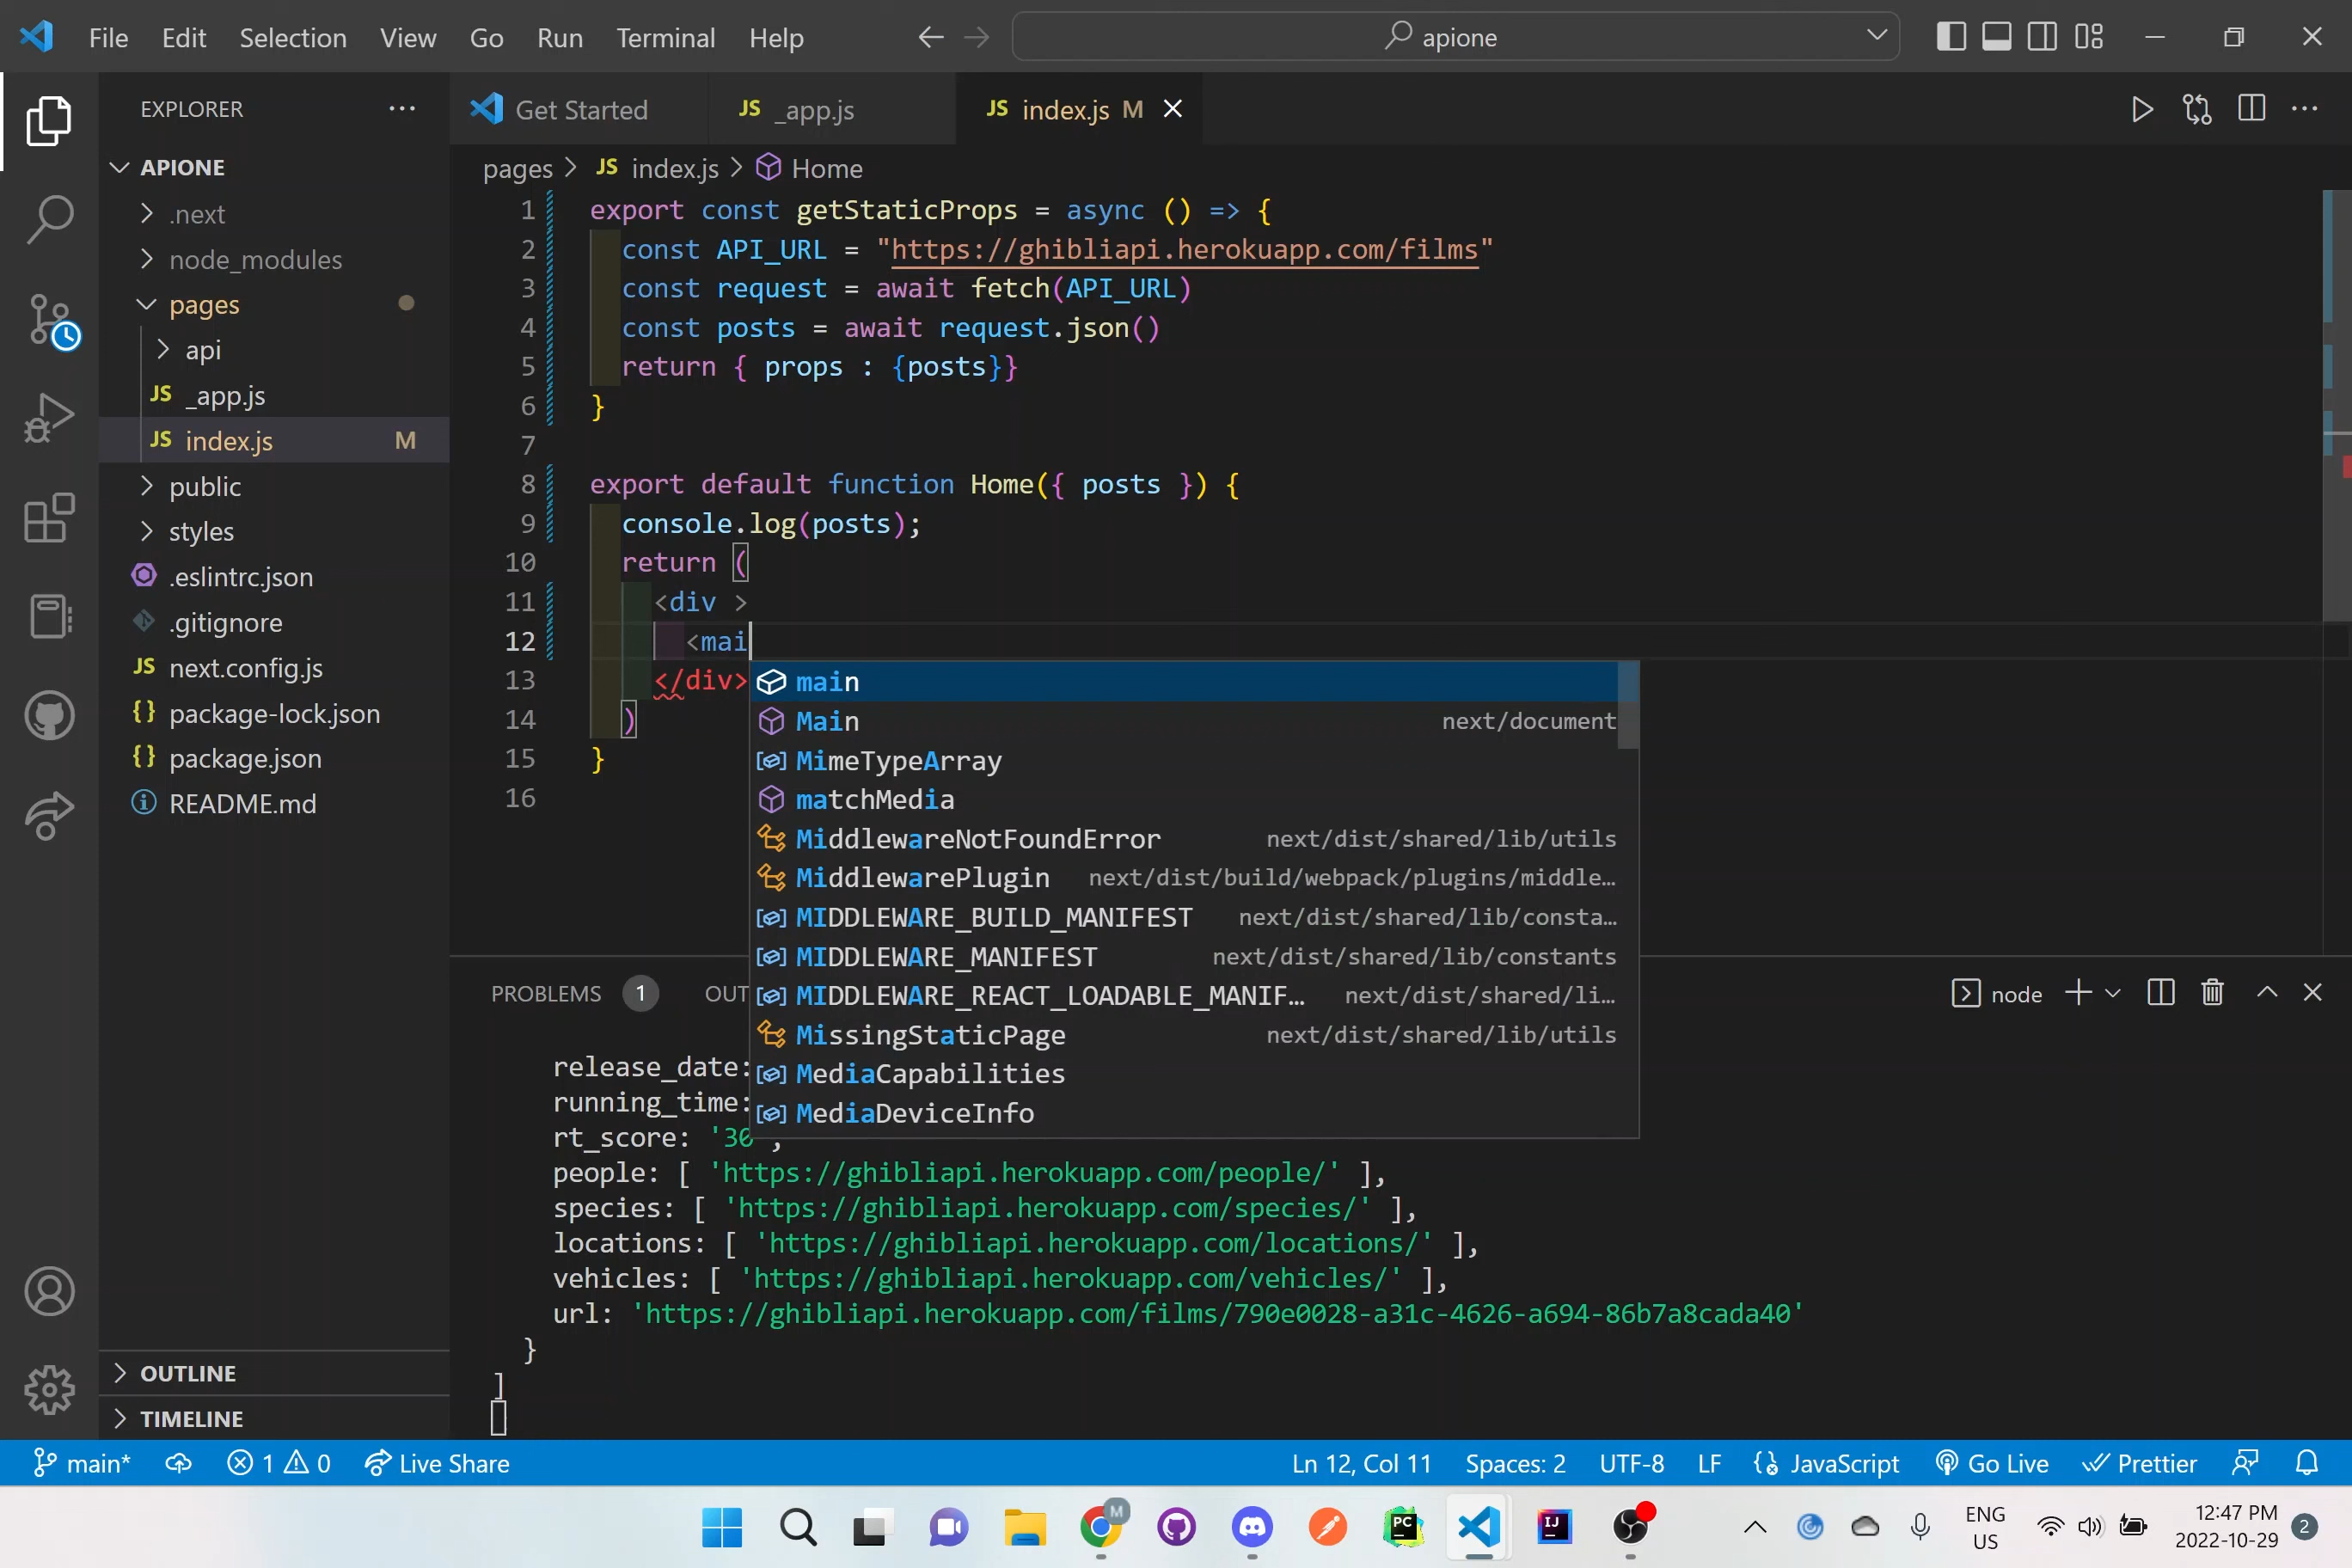 File Edit Selection View Go Run Terminal Help
apione
EXPLORER
Get Started
JS _app.js
JS index.js M
APIONE
.next
node_modules
pages
api
JS _app.js
JS index.js M
public
styles
.eslintrc.json
.gitignore
JS next.config.js
{} package-lock.json
{} package.json
README.md
OUTLINE
TIMELINE
pages > JS index.js > Home
1 export const getStaticProps = async () => {
2 const API_URL = "https://ghibliapi.herokuapp.com/films"
3 const request = await fetch(API_URL)
4 const posts = await request.json()
5 return { props : {posts}}
6 }
7
8 export default function Home({ posts }) {
9 console.log(posts);
10 return (
11 <div >
12 <mai
13 </div>
14 )
15 }
16
main
Main next/document
MimeTypeArray
matchMedia
MiddlewareNotFoundError next/dist/shared/lib/utils
MiddlewarePlugin next/dist/build/webpack/plugins/middle…
MIDDLEWARE_BUILD_MANIFEST next/dist/shared/lib/consta…
MIDDLEWARE_MANIFEST next/dist/shared/lib/constants
MIDDLEWARE_REACT_LOADABLE_MANIF… next/dist/shared/li…
MissingStaticPage next/dist/shared/lib/utils
MediaCapabilities
MediaDeviceInfo
PROBLEMS 1 OUT
node
release_date:
running_time:
rt_score: '30',
people: [ 'https://ghibliapi.herokuapp.com/people/' ],
species: [ 'https://ghibliapi.herokuapp.com/species/' ],
locations: [ 'https://ghibliapi.herokuapp.com/locations/' ],
vehicles: [ 'https://ghibliapi.herokuapp.com/vehicles/' ],
url: 'https://ghibliapi.herokuapp.com/films/790e0028-a31c-4626-a694-86b7a8cada40'
}
]
main* 1 0 Live Share Ln 12, Col 11 Spaces: 2 UTF-8 LF JavaScript Go Live Prettier
M
PC
IJ
ENG
US
12:47 PM
2022-10-29
2